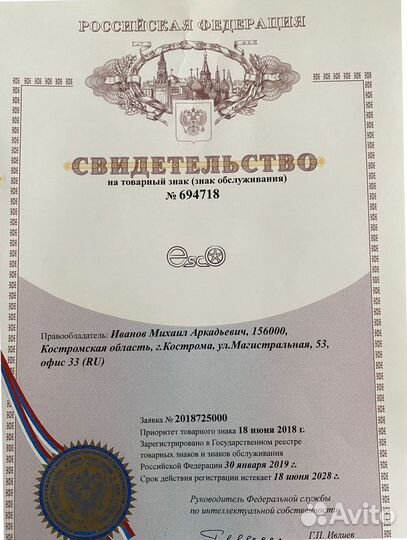 РОССИЙСКАЯ ФЕДЕРАЦИЯ
СВИДЕТЕЛЬСТВО
на товарный знак (знак обслуживания)
№ 694718
esco
Правообладатель: Иванов Михаил Аркадьевич, 156000,
Костромская область, г.Кострома, ул.Магистральная, 53,
офис 33 (RU)
Заявка № 2018725000
Приоритет товарного знака 18 июня 2018 г.
Зарегистрировано в Государственном реестре
товарных знаков и знаков обслуживания
Российской Федерации 30 января 2019 г.
Срок действия регистрации истекает 18 июня 2028 г.
Руководитель Федеральной службы
по интеллектуальной собственности
Г.П. Ивлиев
Avito